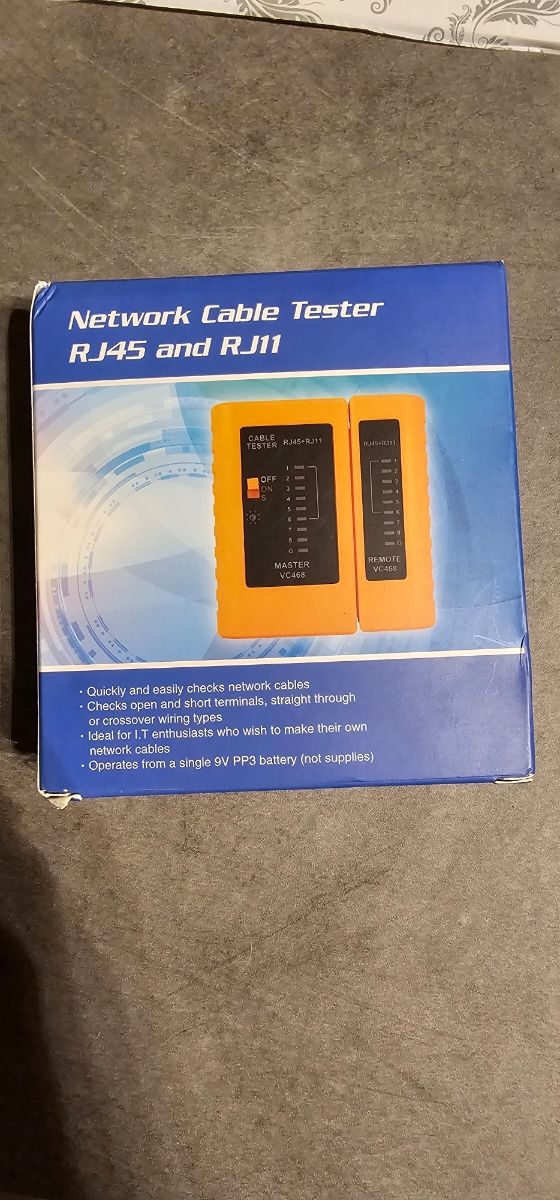 Network Cable Tester
RJ45 and RJ11
CABLE
TESTER
RJ45+RJ11
OFF
ON
S
1
2
3
4
5
6
7
8
G
MASTER
VC468
RJ45+RJ11
1
2
3
4
5
6
7
8
G
REMOTE
VC468
· Quickly and easily checks network cables
· Checks open and short terminals, straight through
or crossover wiring types
· Ideal for I.T enthusiasts who wish to make their own
network cables
· Operates from a single 9V PP3 battery (not supplies)